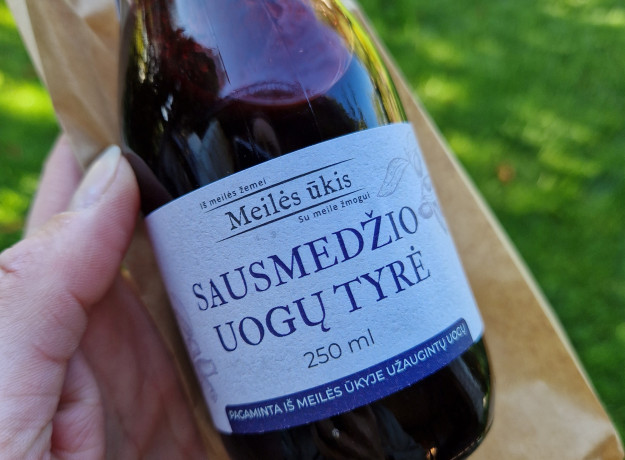 Iš meilės žemei
Meilės ūkis
Su meile žmogui
SAUSMEDŽIO
UOGŲ TYRĖ
250 ml
PAGAMINTA IŠ MEILĖS ŪKYJE UŽAUGINTŲ UOGŲ